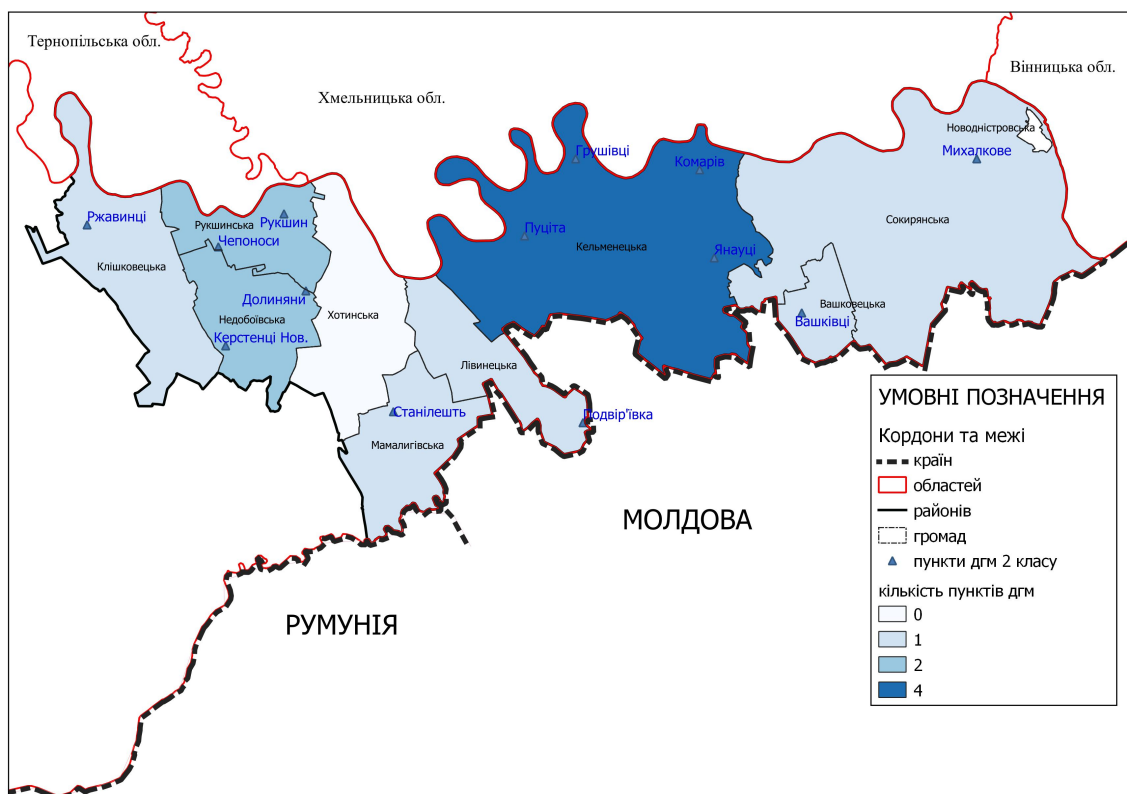 Тернопільська обл.
Хмельницька обл.
Вінницька обл.
Новодністровська
Михалкове
Грушівці
Комарів
Ржавинці
Рукшинська
Рукшин
Чепоноси
Пуціта
Кельменецька
Янауці
Сокирянська
Клішковецька
Долиняни
Недобоївська
Хотинська
Керстенці Нов.
Вашковецька
Вашківці
Лівинецька
Станілешть
Подвір'ївка
Мамалигівська
МОЛДОВА
РУМУНІЯ
УМОВНІ ПОЗНАЧЕННЯ
Кордони та межі
країн
областей
районів
громад
пункти дгм 2 класу
кількість пунктів дгм
0
1
2
4